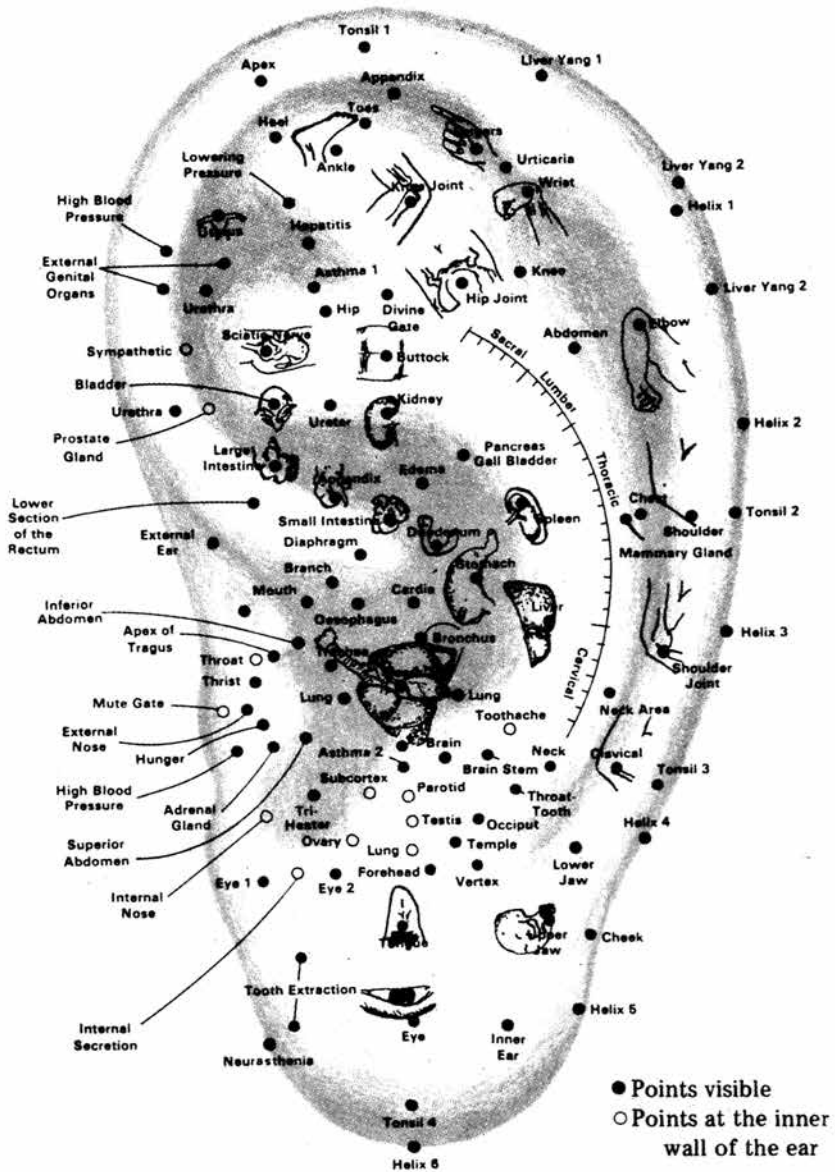 Tonsil 1
Liver Yang 1
Apex
Appendix
Toes
Heel
Fingers
Ankle
Urticaria
Lowering
Pressure
Knee Joint
Wrist
Liver Yang 2
Helix 1
High Blood
Pressure
Hepatitis
External
Genital
Organs
Asthma 1
Knee
Urethra
Hip
Divine
Gate
Hip Joint
Liver Yang 2
Elbow
Sympathetic
Sciatic Nerve
Buttock
Abdomen
Sacral
Lumber
Thoracic
Cervical
Bladder
Kidney
Urethra
Ureter
Helix 2
Prostate
Gland
Large
Intestine
Pancreas
Gall Bladder
Appendix
Edema
Lower
Section
of the
Rectum
Small Intestine
Duodenum
Spleen
Chest
Shoulder
Tonsil 2
Mammary Gland
External
Ear
Diaphragm
Branch
Stomach
Mouth
Cardia
Oesophagus
Liver
Inferior
Abdomen
Bronchus
Helix 3
Apex of
Tragus
Trachea
Shoulder
Joint
Throat
Thrist
Lung
Lung
Mute Gate
Toothache
Neck Area
External
Nose
Hunger
Asthma 2
Brain
Brain Stem
Neck
Clavical
High Blood
Pressure
Subcortex
Parotid
Tonsil 3
Adrenal
Gland
Tri-
Heater
Throat-
Tooth
Testis
Occiput
Helix 4
Superior
Abdomen
Ovary
Lung
Temple
Lower
Jaw
Internal
Nose
Eye 1
Eye 2
Forehead
Vertex
Tongue
Upper
Jaw
Cheek
Tooth Extraction
Internal
Secretion
Eye
Inner
Ear
Helix 5
Neurasthenia
Tonsil 4
Helix 6
● Points visible
○ Points at the inner
wall of the ear